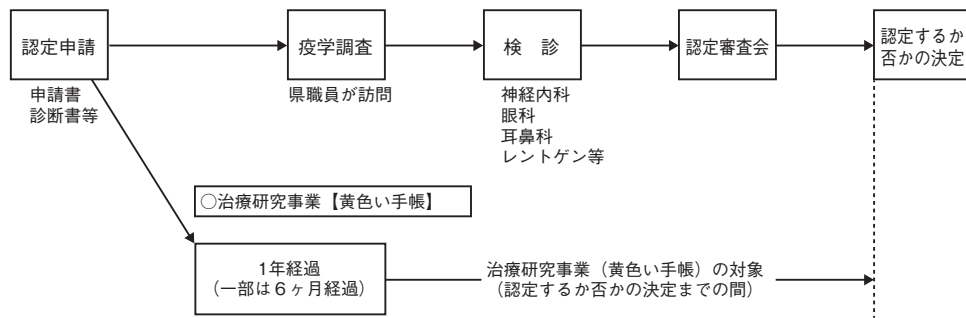 認定申請
疫学調査
検 診
認定審査会
認定するか
否かの決定
申請書
診断書等
県職員が訪問
神経内科
眼科
耳鼻科
レントゲン等
○治療研究事業【黄色い手帳】
1年経過
（一部は６ヶ月経過）
治療研究事業（黄色い手帳）の対象
（認定するか否かの決定までの間）